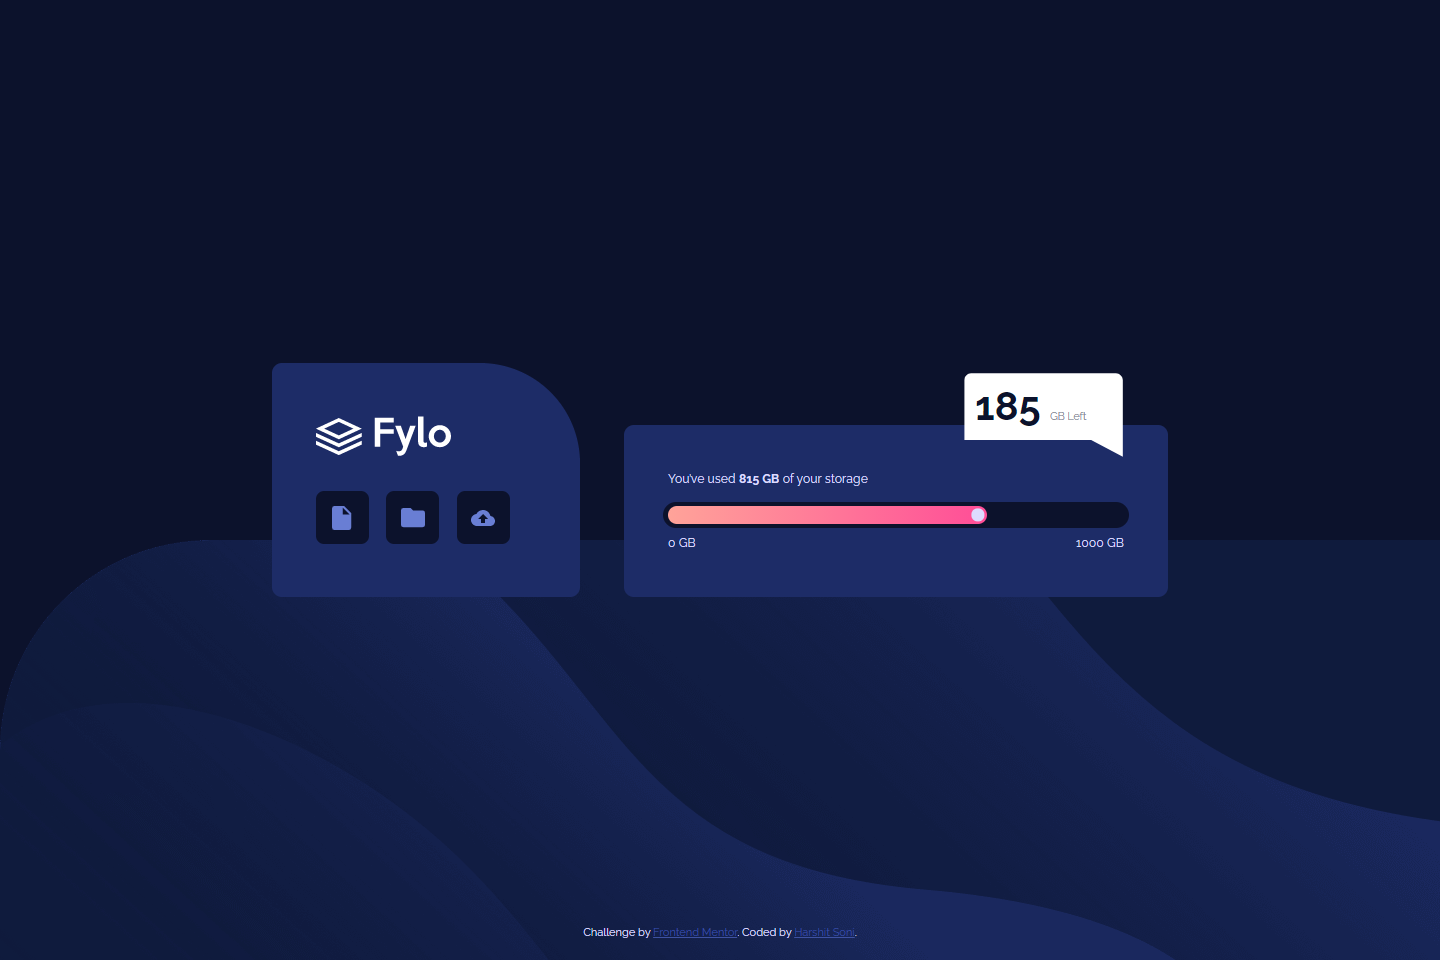 Fylo
185 GB Left
You've used 815 GB of your storage
0 GB
1000 GB
Challenge by Frontend Mentor. Coded by Harshit Soni.